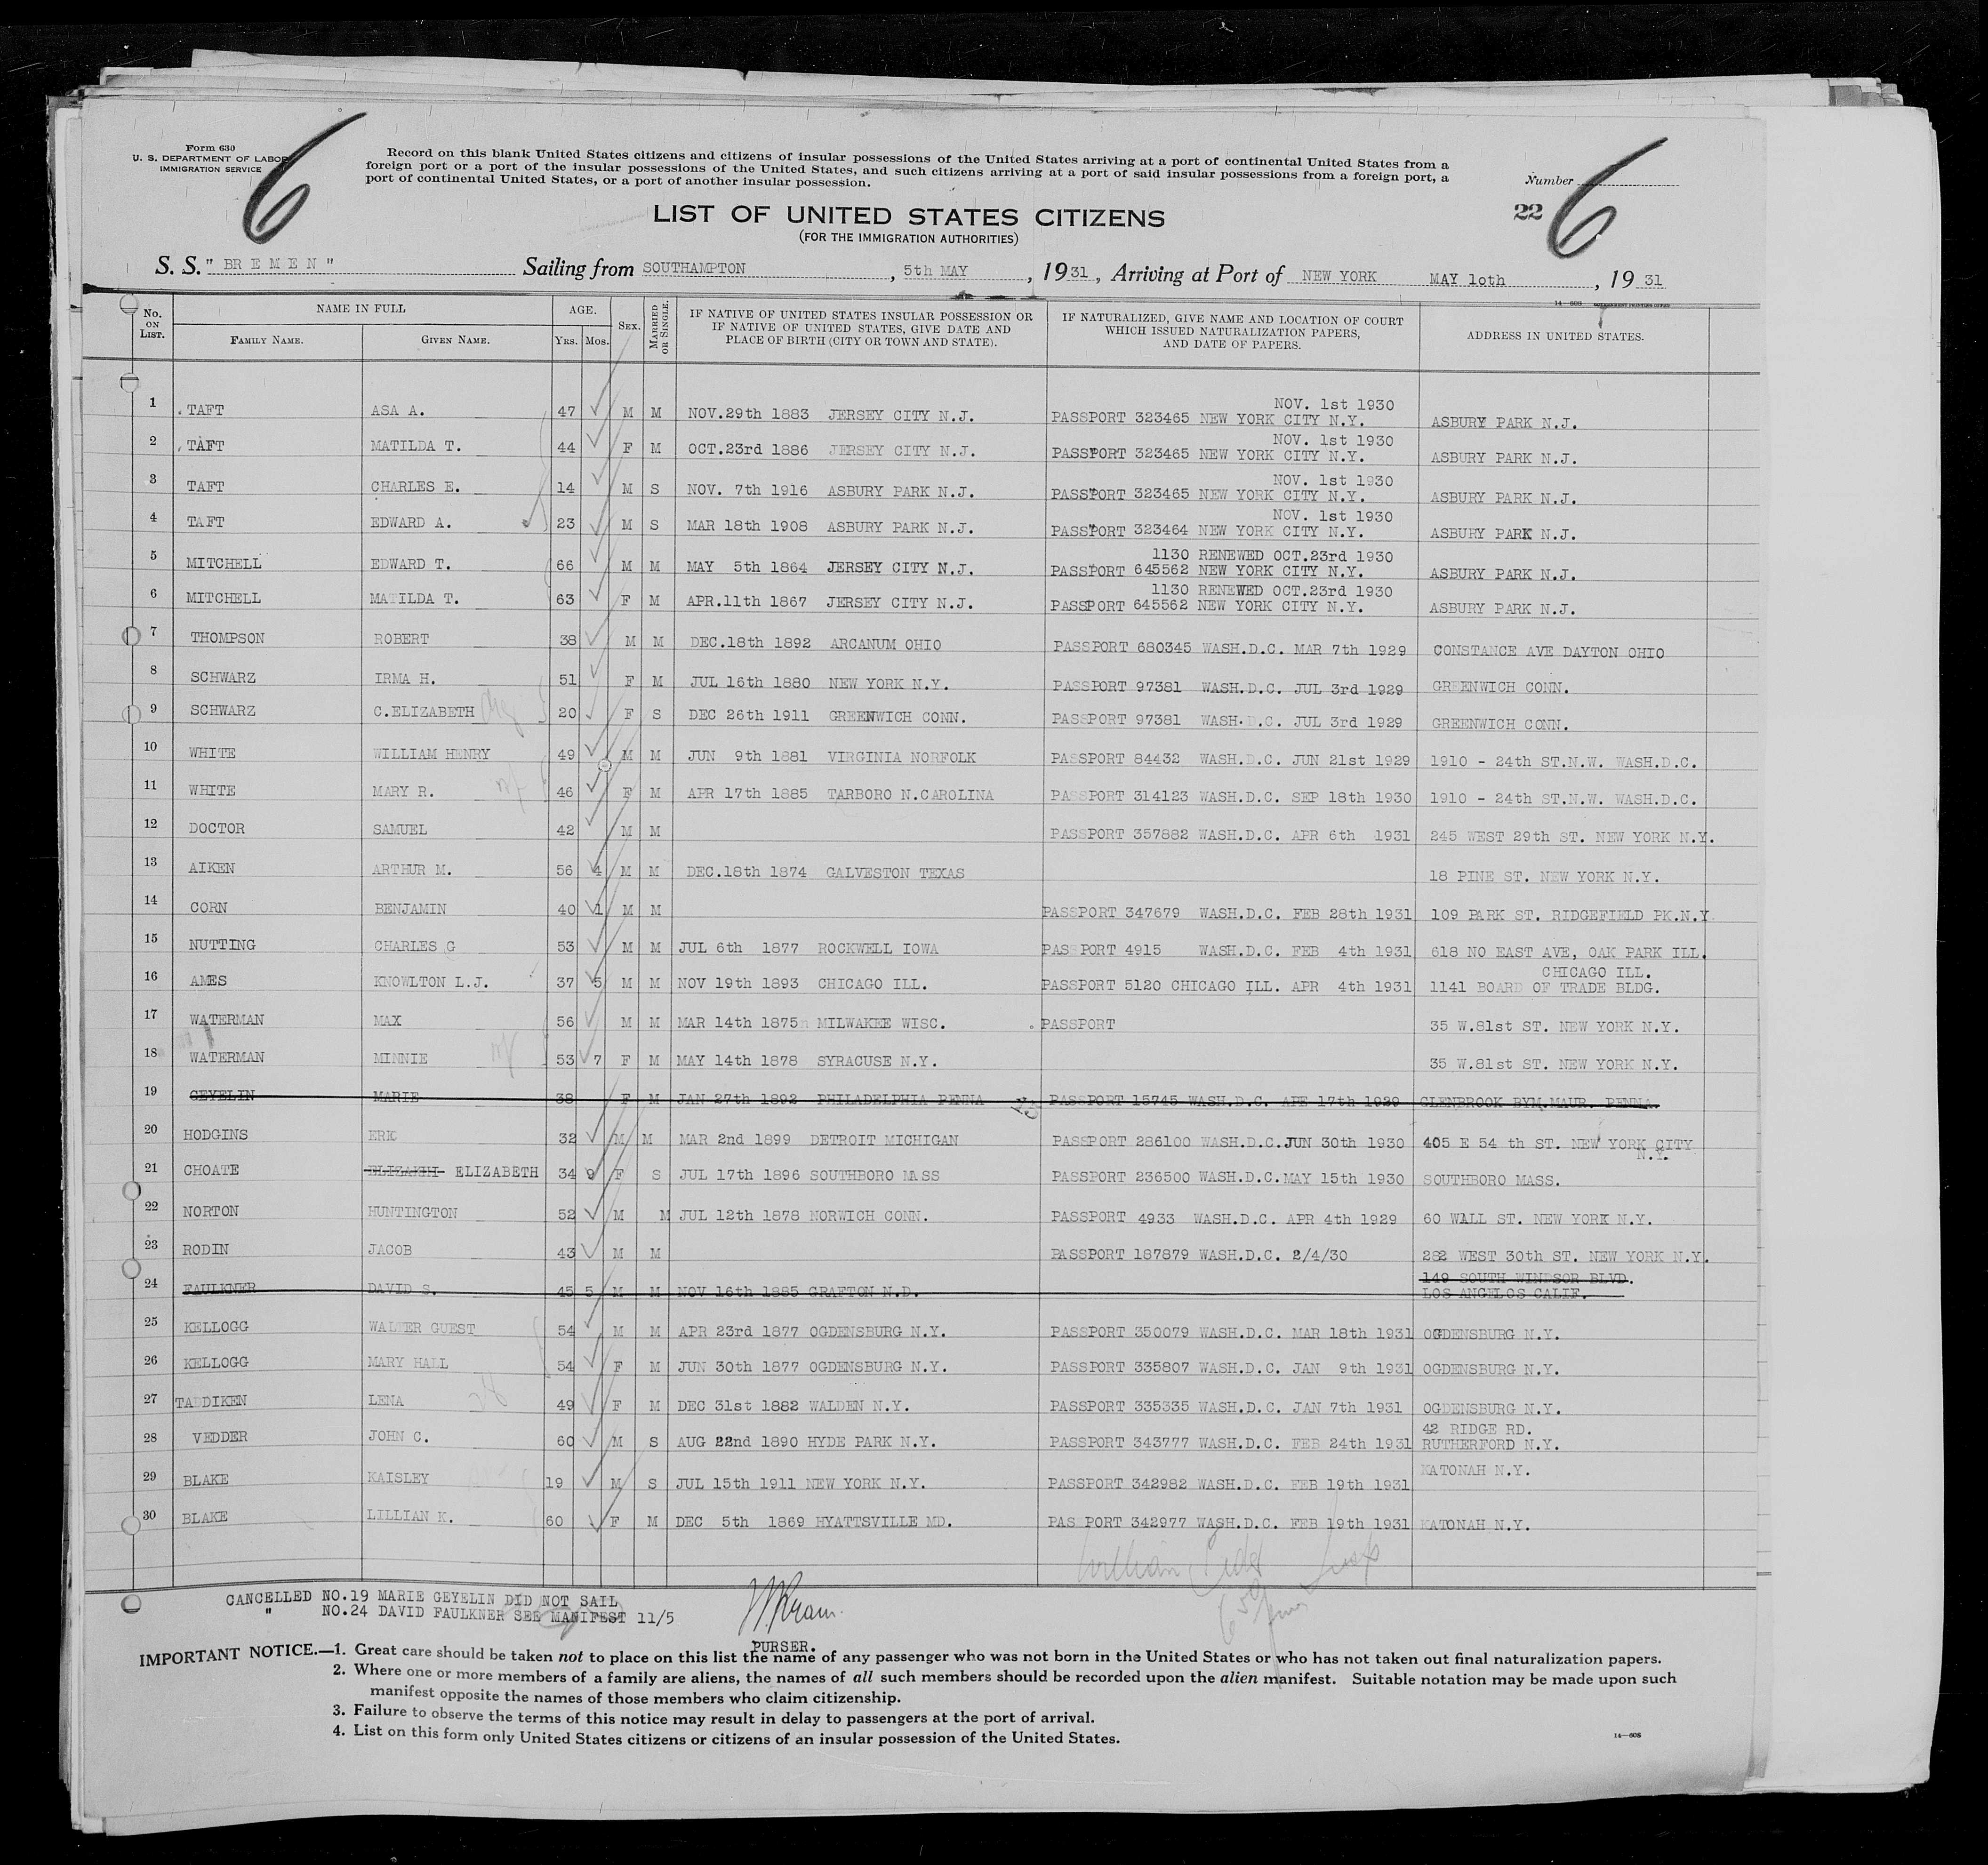 Form 630
U. S. DEPARTMENT OF LABOR
IMMIGRATION SERVICE
6
Record on this blank United States citizens and citizens of insular possessions of the United States arriving at a port of continental United States from a
foreign port or a port of the insular possessions of the United States, and such citizens arriving at a port of said insular possessions from a foreign port, a
port of continental United States, or a port of another insular possession.
Number
22 6
LIST OF UNITED STATES CITIZENS
(FOR THE IMMIGRATION AUTHORITIES)
S. S. " BREMEN " Sailing from SOUTHAMPTON, 5th MAY, 1931, Arriving at Port of NEW YORK MAY 10th, 19 31
14-608 GOVERNMENT PRINTING OFFICE
No. ON LIST. NAME IN FULL FAMILY NAME. GIVEN NAME. AGE. YRS. MOS. SEX. MARRIED OR SINGLE. IF NATIVE OF UNITED STATES INSULAR POSSESSION OR IF NATIVE OF UNITED STATES, GIVE DATE AND PLACE OF BIRTH (CITY OR TOWN AND STATE). IF NATURALIZED, GIVE NAME AND LOCATION OF COURT WHICH ISSUED NATURALIZATION PAPERS, AND DATE OF PAPERS. ADDRESS IN UNITED STATES.
NOV. 1st 1930
1 TAFT ASA A. 47 M M NOV.29th 1883 JERSEY CITY N.J. PASSPORT 323465 NEW YORK CITY N.Y. ASBURY PARK N.J.
NOV. 1st 1930
2 TAFT MATILDA T. 44 F M OCT.23rd 1886 JERSEY CITY N.J. PASSPORT 323465 NEW YORK CITY N.Y. ASBURY PARK N.J.
NOV. 1st 1930
3 TAFT CHARLES E. 14 M S NOV. 7th 1916 ASBURY PARK N.J. PASSPORT 323465 NEW YORK CITY N.Y. ASBURY PARK N.J.
NOV. 1st 1930
4 TAFT EDWARD A. 23 M S MAR 18th 1908 ASBURY PARK N.J. PASSPORT 323464 NEW YORK CITY N.Y. ASBURY PARK N.J.
1130 RENEWED OCT.23rd 1930
5 MITCHELL EDWARD T. 66 M M MAY 5th 1864 JERSEY CITY N.J. PASSPORT 645562 NEW YORK CITY N.Y. ASBURY PARK N.J.
1130 RENEWED OCT.23rd 1930
6 MITCHELL MATILDA T. 63 F M APR.11th 1867 JERSEY CITY N.J. PASSPORT 645562 NEW YORK CITY N.Y. ASBURY PARK N.J.
7 THOMPSON ROBERT 38 M M DEC.18th 1892 ARCANUM OHIO PASSPORT 680345 WASH.D.C. MAR 7th 1929 CONSTANCE AVE DAYTON OHIO
8 SCHWARZ IRMA H. 51 F M JUL 16th 1880 NEW YORK N.Y. PASSPORT 97381 WASH.D.C. JUL 3rd 1929 GREENWICH CONN.
9 SCHWARZ C.ELIZABETH 20 F S DEC 26th 1911 GREENWICH CONN. PASSPORT 97381 WASH.D.C. JUL 3rd 1929 GREENWICH CONN.
10 WHITE WILLIAM HENRY 49 M M JUN 9th 1881 VIRGINIA NORFOLK PASSPORT 84432 WASH.D.C. JUN 21st 1929 1910 - 24th ST.N.W. WASH.D.C.
11 WHITE MARY R. 46 F M APR 17th 1885 TARBORO N.CAROLINA PASSPORT 314123 WASH.D.C. SEP 18th 1930 1910 - 24th ST.N.W. WASH.D.C.
12 DOCTOR SAMUEL 42 M M PASSPORT 357882 WASH.D.C. APR 6th 1931 245 WEST 29th ST. NEW YORK N.Y.
13 AIKEN ARTHUR M. 56 4 M M DEC.18th 1874 GALVESTON TEXAS 18 PINE ST. NEW YORK N.Y.
14 CORN BENJAMIN 40 1 M M PASSPORT 347679 WASH.D.C. FEB 28th 1931 109 PARK ST. RIDGEFIELD PK.N.Y.
15 NUTTING CHARLES G 53 M M JUL 6th 1877 ROCKWELL IOWA PAS PORT 4915 WASH.D.C. FEB 4th 1931 618 NO EAST AVE, OAK PARK ILL.
CHICAGO ILL.
16 AMES KNOWLTON L.J. 37 5 M M NOV 19th 1893 CHICAGO ILL. PASSPORT 5120 CHICAGO ILL. APR 4th 1931 1141 BOARD OF TRADE BLDG.
17 WATERMAN MAX 56 M M MAR 14th 1875 MILWAKEE WISC. PASSPORT 35 W.81st ST. NEW YORK N.Y.
18 WATERMAN MINNIE 53 7 F M MAY 14th 1878 SYRACUSE N.Y. 35 W.81st ST. NEW YORK N.Y.
19 GEYELIN MARIE 38 F M JAN 27th 1892 PHILADELPHIA PENNA PASSPORT 15745 WASH.D.C. APE 17th 1929 GLENBROOK BYM.MAUR. PENNA.
20 HODGINS ERIC 32 M M MAR 2nd 1899 DETROIT MICHIGAN PASSPORT 286100 WASH.D.C.JUN 30th 1930 405 E 54 th ST. NEW YORK CITY
N.Y.
21 CHOATE ELIZABETH 34 9 F S JUL 17th 1896 SOUTHBORO MASS PASSPORT 236500 WASH.D.C.MAY 15th 1930 SOUTHBORO MASS.
22 NORTON HUNTINGTON 52 M M JUL 12th 1878 NORWICH CONN. PASSPORT 4933 WASH.D.C. APR 4th 1929 60 WALL ST. NEW YORK N.Y.
23 RODIN JACOB 43 M M PASSPORT 187879 WASH.D.C. 2/4/30 282 WEST 30th ST. NEW YORK N.Y.
149 SOUTH WINDSOR BLVD.
24 FAULKNER DAVID S. 45 5 M M NOV 16th 1885 GRAFTON N.D. LOS ANGELOS CALIF.
25 KELLOGG WALTER GUEST 54 M M APR 23rd 1877 OGDENSBURG N.Y. PASSPORT 350079 WASH.D.C. MAR 18th 1931 OGDENSBURG N.Y.
26 KELLOGG MARY HALL 54 F M JUN 30th 1877 OGDENSBURG N.Y. PASSPORT 335807 WASH.D.C. JAN 9th 1931 OGDENSBURG N.Y.
27 TADDIKEN LENA 49 F M DEC 31st 1882 WALDEN N.Y. PASSPORT 335335 WASH.D.C. JAN 7th 1931 OGDENSBURG N.Y.
42 RIDGE RD.
28 VEDDER JOHN C. 60 M S AUG 22nd 1890 HYDE PARK N.Y. PASSPORT 343777 WASH.D.C. FEB 24th 1931 RUTHERFORD N.Y.
29 BLAKE KAISLEY 19 M S JUL 15th 1911 NEW YORK N.Y. PASSPORT 342982 WASH.D.C. FEB 19th 1931 KATONAH N.Y.
30 BLAKE LILLIAN K. 60 F M DEC 5th 1869 HYATTSVILLE MD. PAS PORT 342977 WASH.D.C. FEB 19th 1931 KATONAH N.Y.
CANCELLED NO.19 MARIE GEYELIN DID NOT SAIL
" NO.24 DAVID FAULKNER SEE MANIFEST 11/5
PURSER.
IMPORTANT NOTICE.—1. Great care should be taken not to place on this list the name of any passenger who was not born in the United States or who has not taken out final naturalization papers.
2. Where one or more members of a family are aliens, the names of all such members should be recorded upon the alien manifest. Suitable notation may be made upon such
manifest opposite the names of those members who claim citizenship.
3. Failure to observe the terms of this notice may result in delay to passengers at the port of arrival.
4. List on this form only United States citizens or citizens of an insular possession of the United States.
14-608